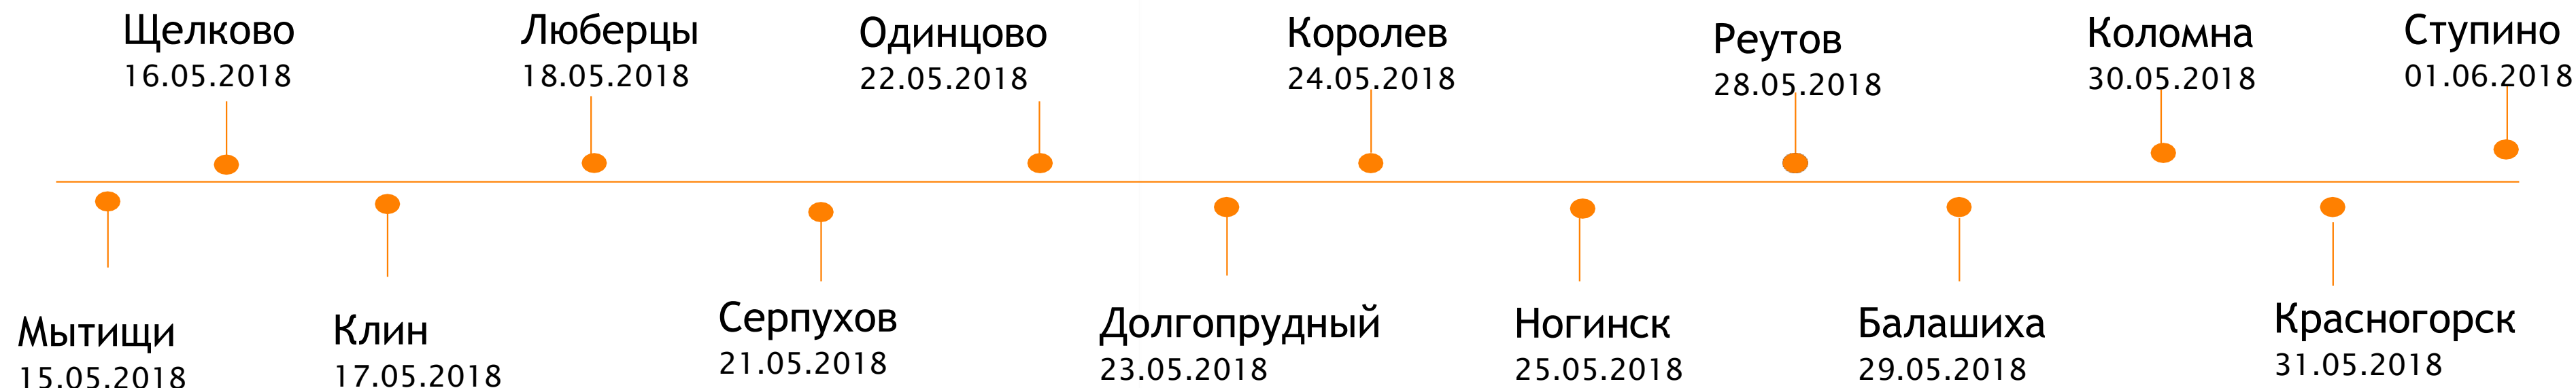 Щелково
16.05.2018
Люберцы
18.05.2018
Одинцово
22.05.2018
Королев
24.05.2018
Реутов
28.05.2018
Коломна
30.05.2018
Ступино
01.06.2018
Мытищи
15.05.2018
Клин
17.05.2018
Серпухов
21.05.2018
Долгопрудный
23.05.2018
Ногинск
25.05.2018
Балашиха
29.05.2018
Красногорск
31.05.2018